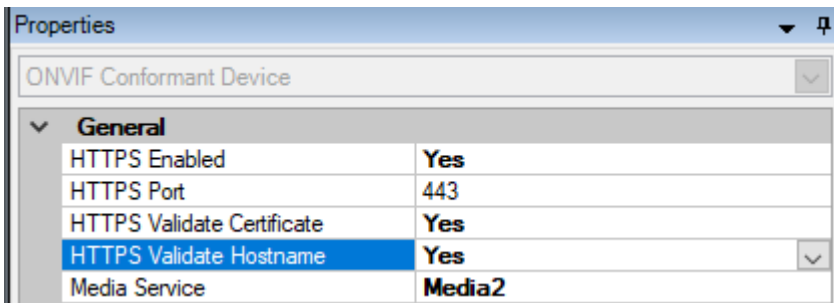 Properties
ONVIF Conformant Device
General
HTTPS Enabled Yes
HTTPS Port 443
HTTPS Validate Certificate Yes
HTTPS Validate Hostname Yes
Media Service Media2